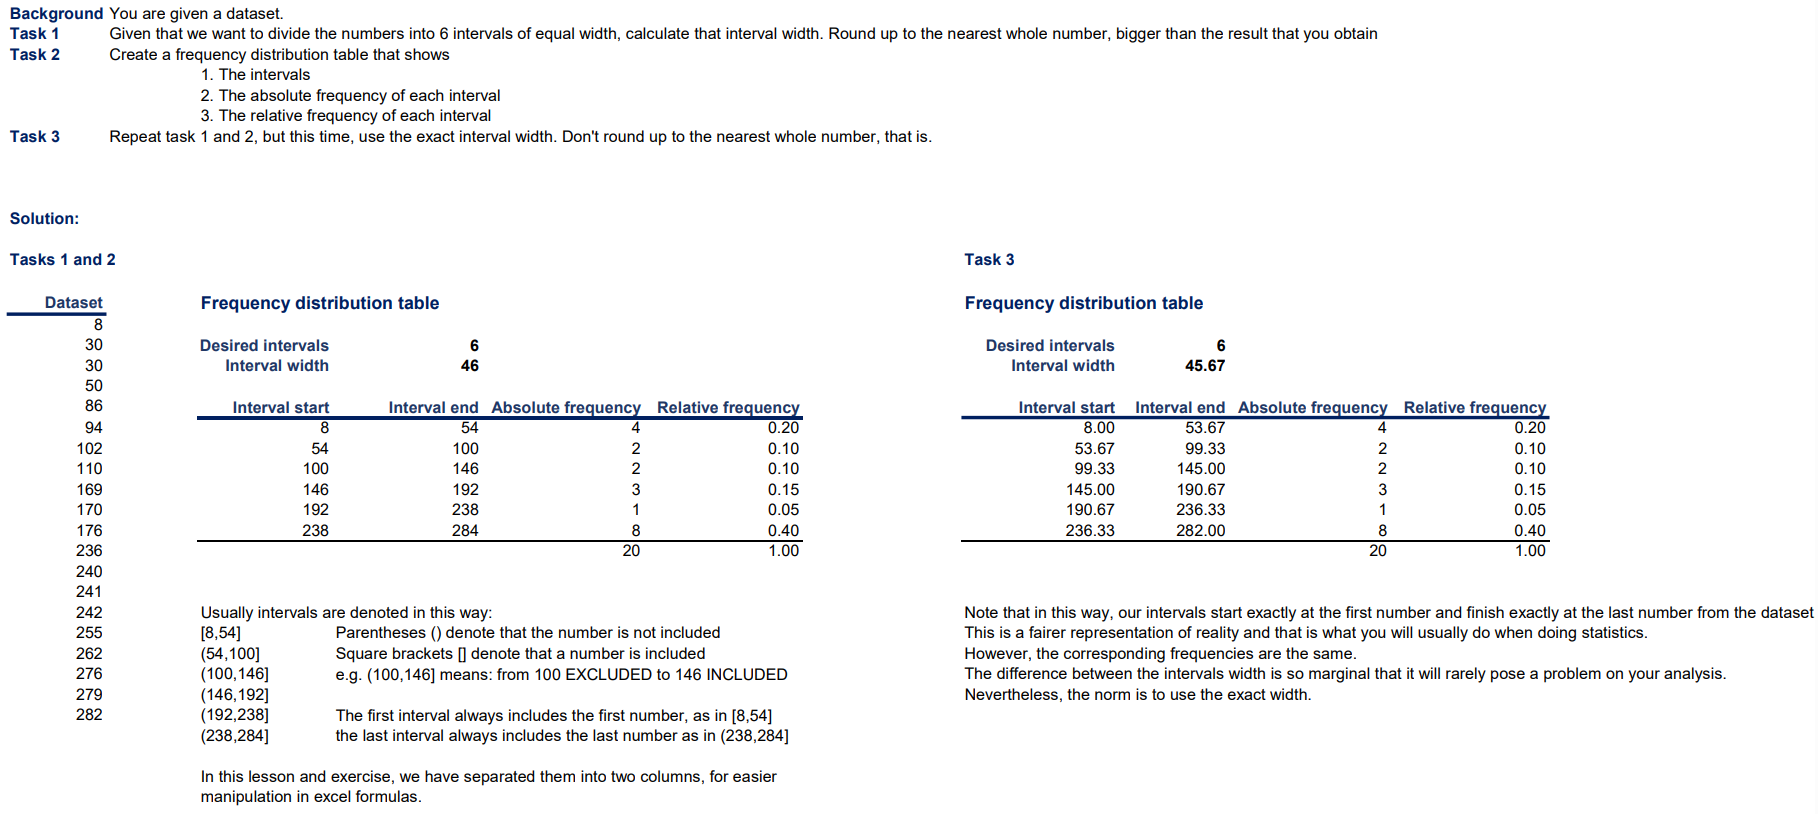 Background You are given a dataset.
Task 1 Given that we want to divide the numbers into 6 intervals of equal width, calculate that interval width. Round up to the nearest whole number, bigger than the result that you obtain
Task 2 Create a frequency distribution table that shows
1. The intervals
2. The absolute frequency of each interval
3. The relative frequency of each interval
Task 3 Repeat task 1 and 2, but this time, use the exact interval width. Don't round up to the nearest whole number, that is.
Solution:
Tasks 1 and 2
Dataset
8
30
30
50
86
94
102
110
169
170
176
236
240
241
242
255
262
276
279
282
Frequency distribution table
Desired intervals 6
Interval width 46
Interval start Interval end Absolute frequency Relative frequency
8 54 4 0.20
54 100 2 0.10
100 146 2 0.10
146 192 3 0.15
192 238 1 0.05
238 284 8 0.40
20 1.00
Usually intervals are denoted in this way:
[8,54] Parentheses () denote that the number is not included
(54,100] Square brackets [] denote that a number is included
(100,146] e.g. (100,146] means: from 100 EXCLUDED to 146 INCLUDED
(146,192]
(192,238] The first interval always includes the first number, as in [8,54]
(238,284] the last interval always includes the last number as in (238,284]
In this lesson and exercise, we have separated them into two columns, for easier
manipulation in excel formulas.
Task 3
Frequency distribution table
Desired intervals 6
Interval width 45.67
Interval start Interval end Absolute frequency Relative frequency
8.00 53.67 4 0.20
53.67 99.33 2 0.10
99.33 145.00 2 0.10
145.00 190.67 3 0.15
190.67 236.33 1 0.05
236.33 282.00 8 0.40
20 1.00
Note that in this way, our intervals start exactly at the first number and finish exactly at the last number from the dataset
This is a fairer representation of reality and that is what you will usually do when doing statistics.
However, the corresponding frequencies are the same.
The difference between the intervals width is so marginal that it will rarely pose a problem on your analysis.
Nevertheless, the norm is to use the exact width.